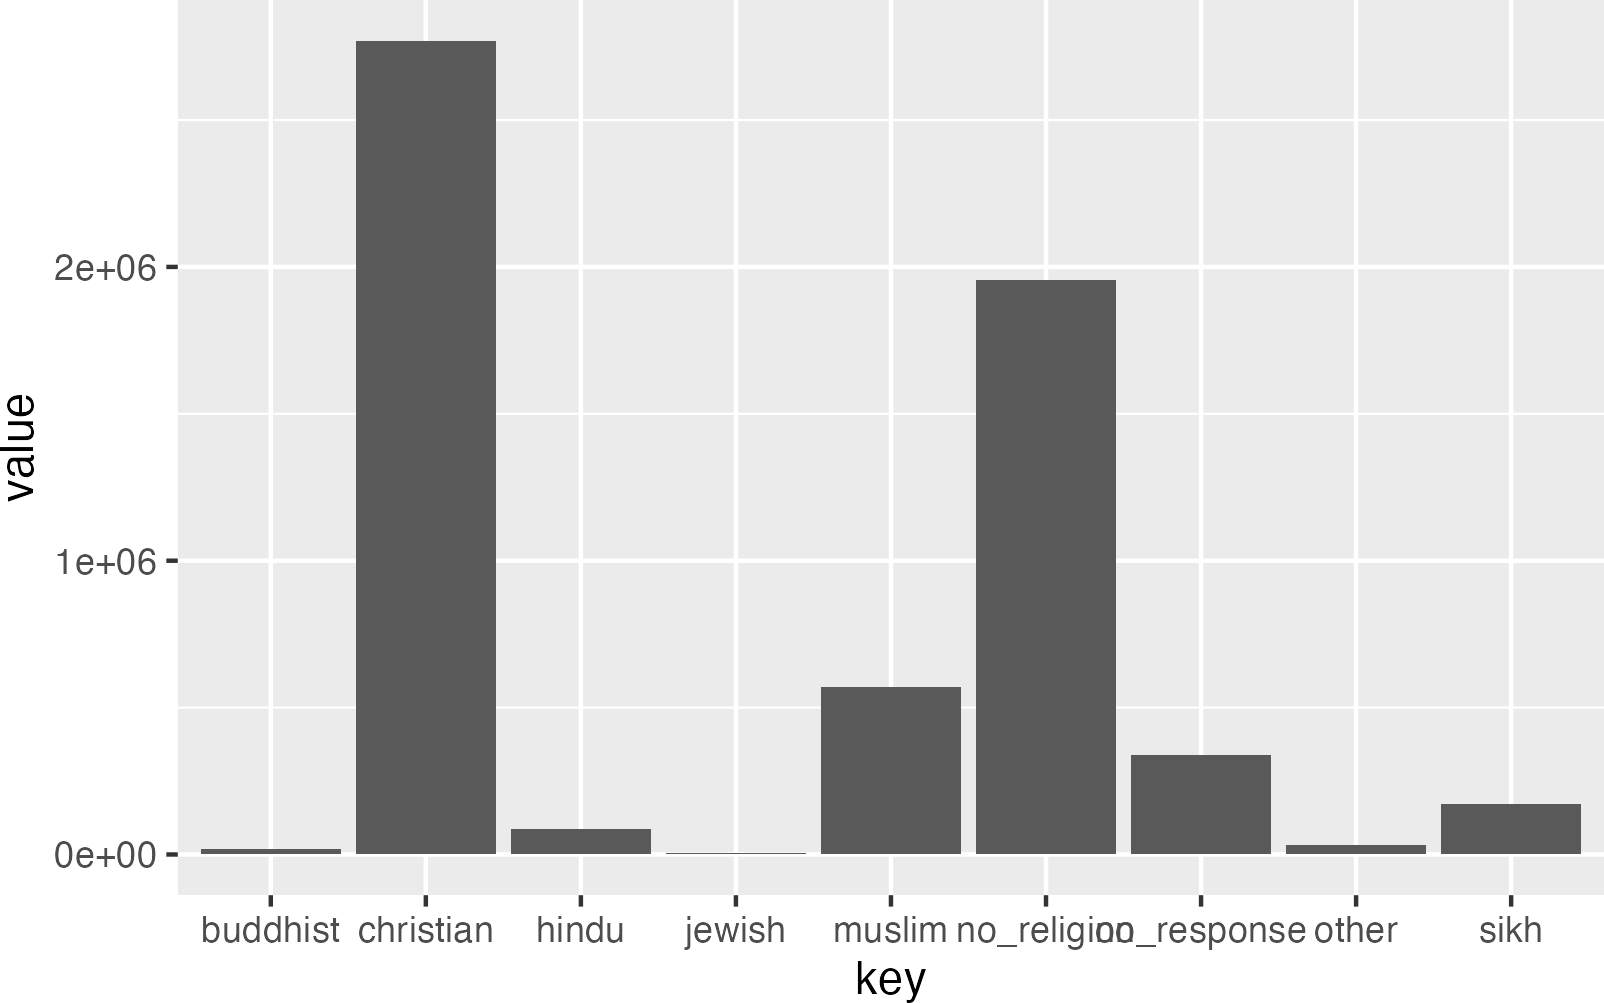 value
2e+06
1e+06
0e+00
buddhist christian hindu jewish muslim no_religion no_response other sikh
key